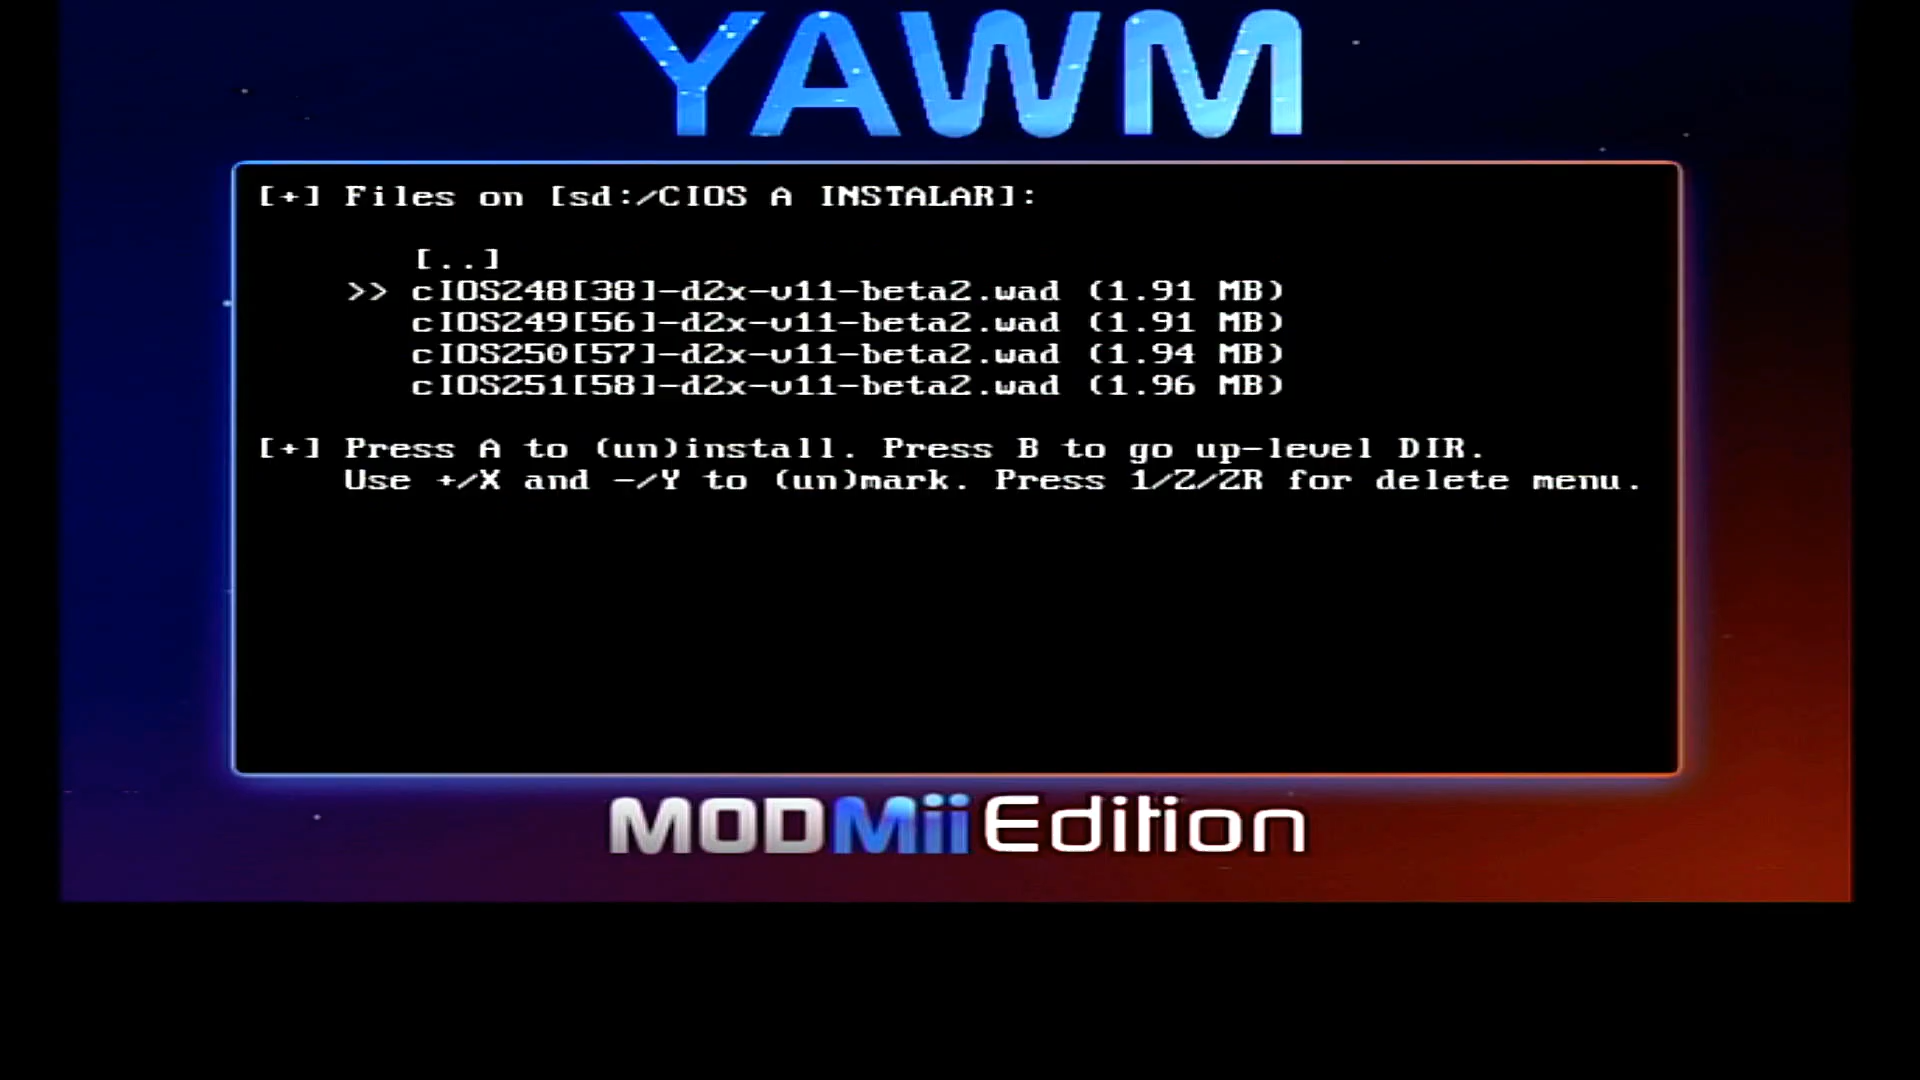 YAWM
[+] Files on [sd:/CIOS A INSTALAR]:
[..]
>> cIOS248[38]-d2x-v11-beta2.wad (1.91 MB)
cIOS249[56]-d2x-v11-beta2.wad (1.91 MB)
cIOS250[57]-d2x-v11-beta2.wad (1.94 MB)
cIOS251[58]-d2x-v11-beta2.wad (1.96 MB)
[+] Press A to (un)install. Press B to go up-level DIR.
Use +/X and -/Y to (un)mark. Press 1/Z/ZR for delete menu.
MODMii Edition